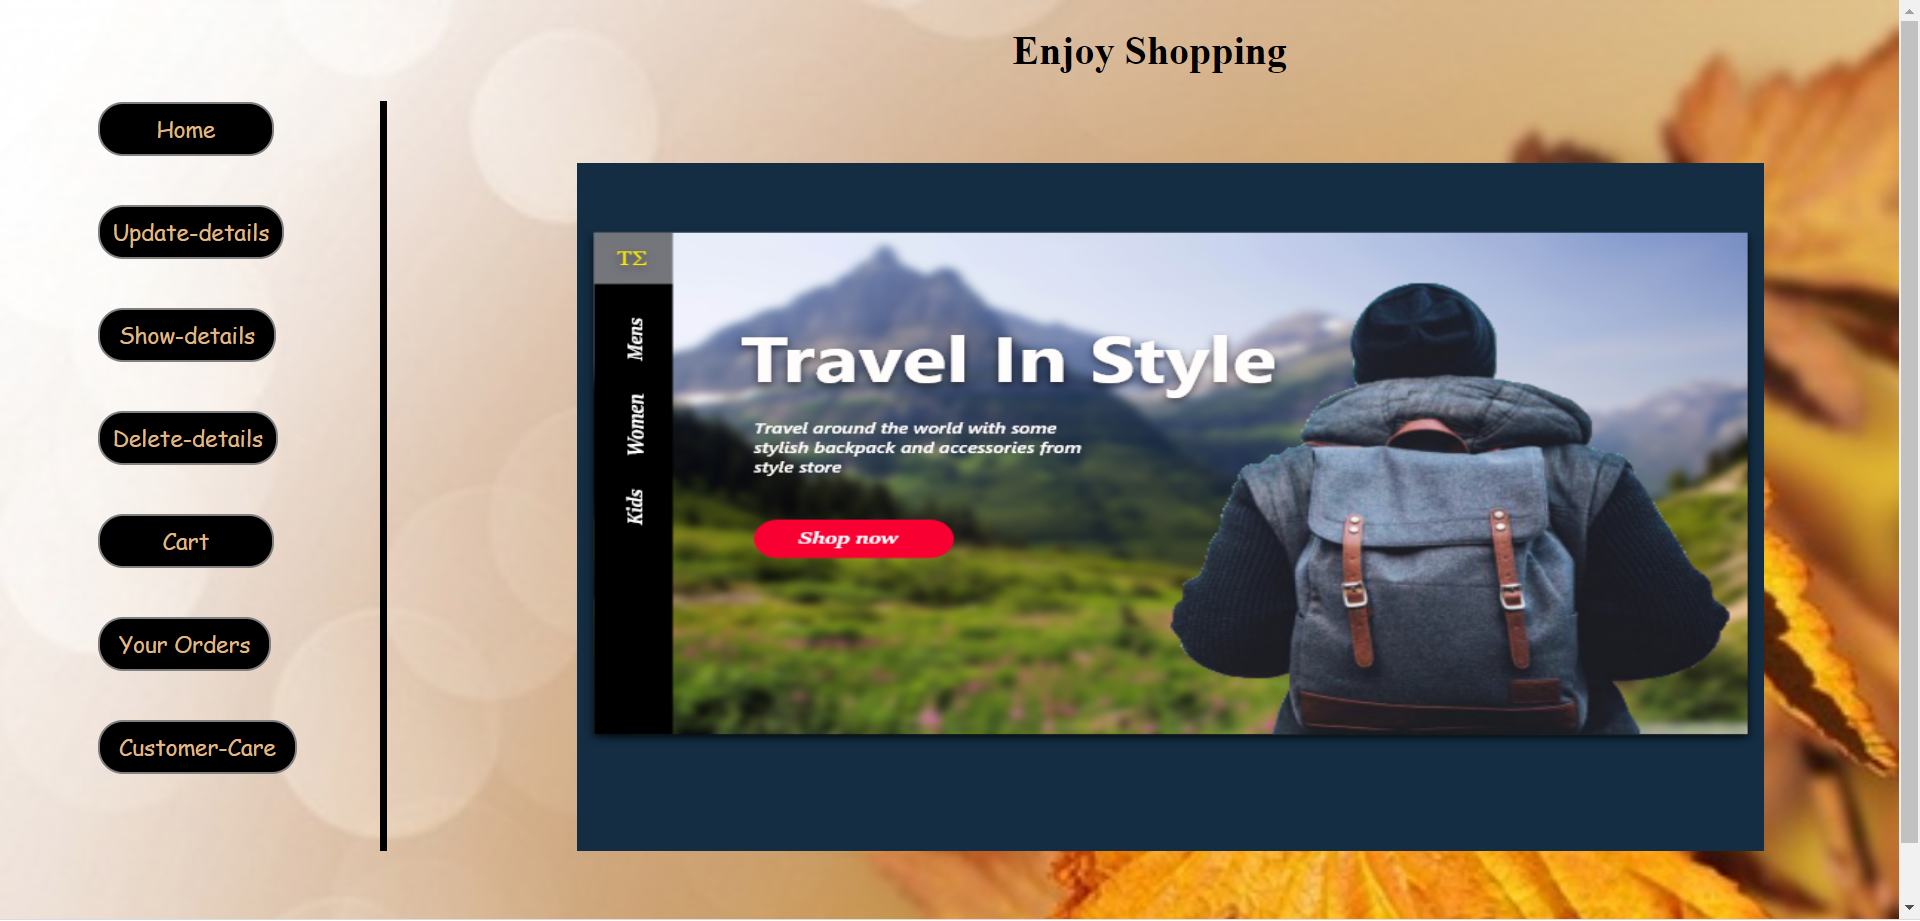 Enjoy Shopping
Home
Update-details
Show-details
Delete-details
Cart
Your Orders
Customer-Care
ΤΣ
Mens
Women
Kids
Travel In Style
Travel around the world with some
stylish backpack and accessories from
style store
Shop now